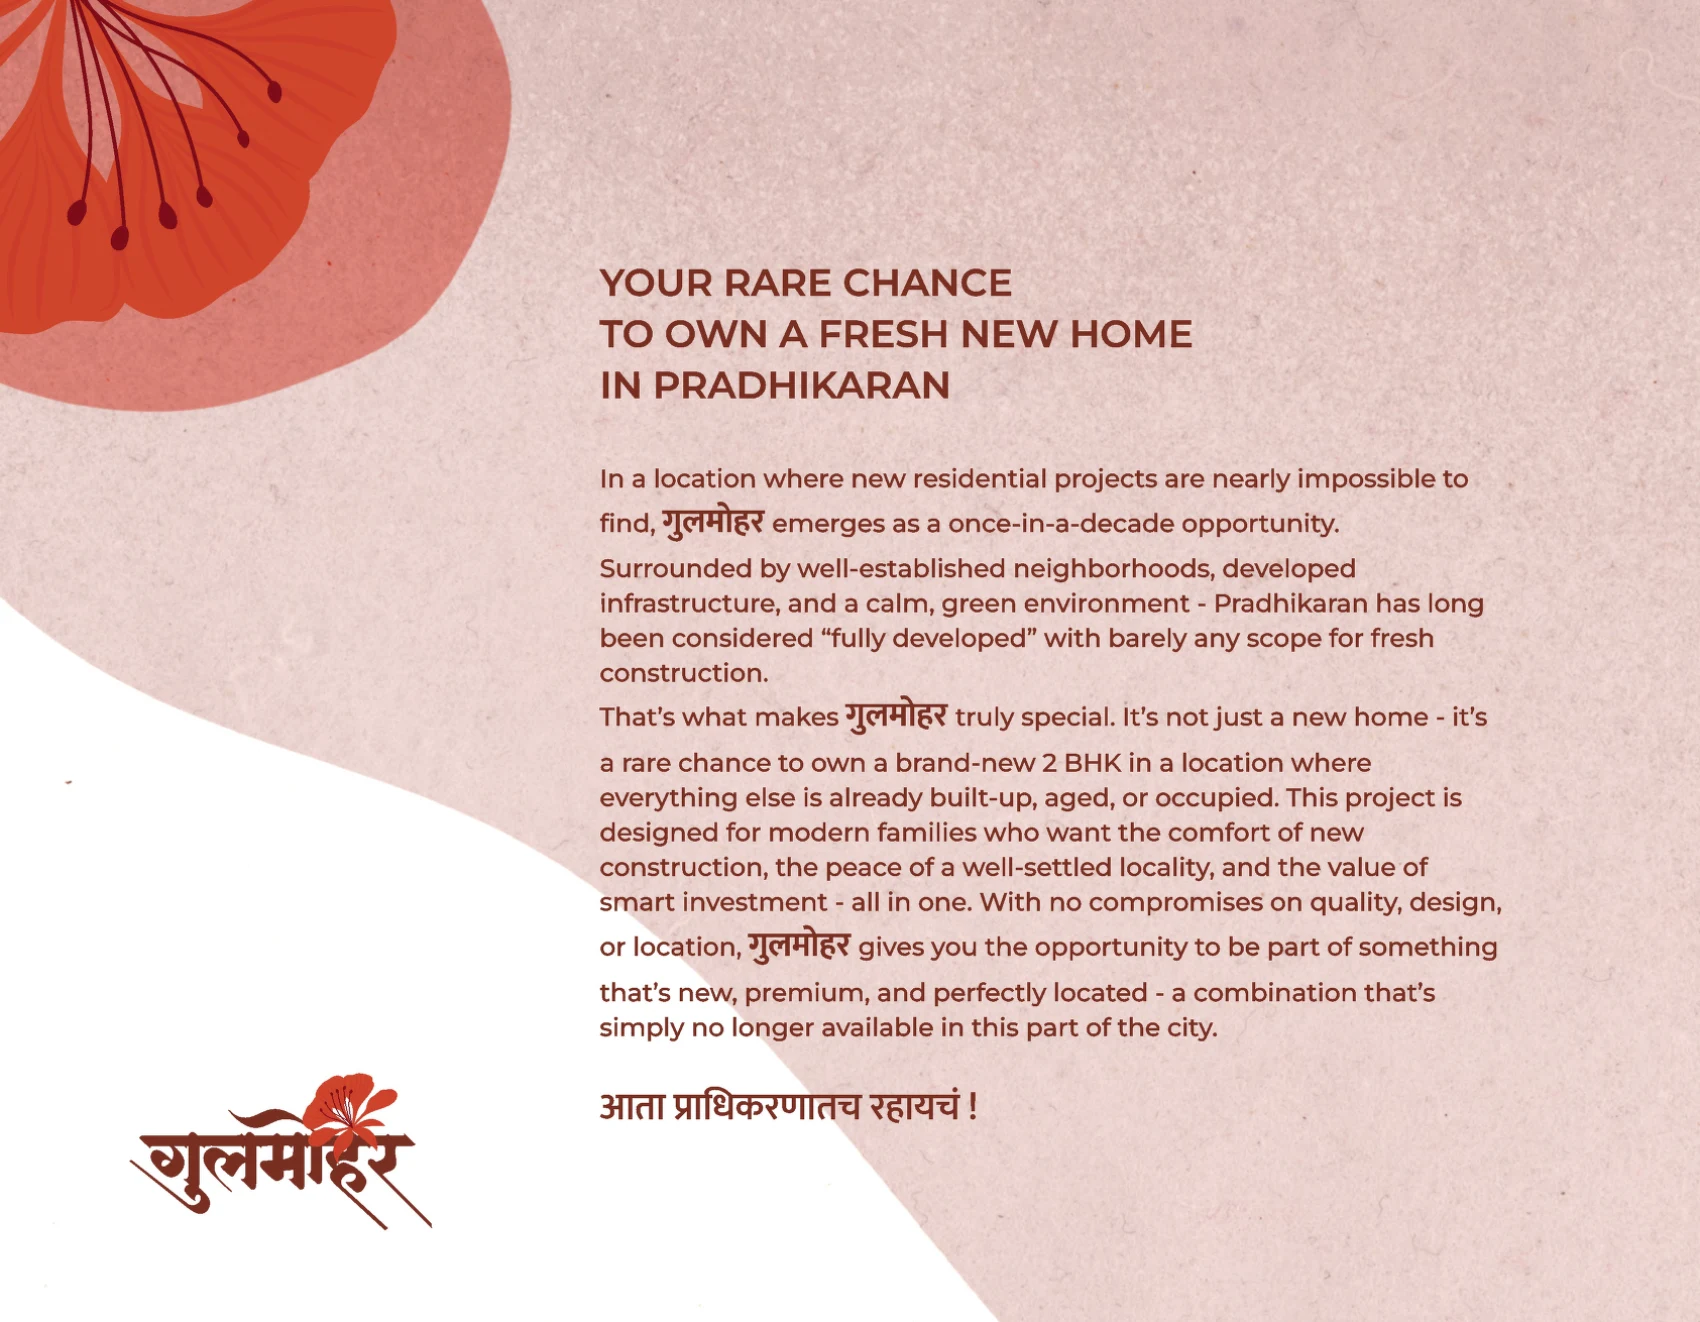 YOUR RARE CHANCE
TO OWN A FRESH NEW HOME
IN PRADHIKARAN
In a location where new residential projects are nearly impossible to
find, गुलमोहर emerges as a once-in-a-decade opportunity.
Surrounded by well-established neighborhoods, developed
infrastructure, and a calm, green environment - Pradhikaran has long
been considered “fully developed” with barely any scope for fresh
construction.
That’s what makes गुलमोहर truly special. It’s not just a new home - it’s
a rare chance to own a brand-new 2 BHK in a location where
everything else is already built-up, aged, or occupied. This project is
designed for modern families who want the comfort of new
construction, the peace of a well-settled locality, and the value of
smart investment - all in one. With no compromises on quality, design,
or location, गुलमोहर gives you the opportunity to be part of something
that’s new, premium, and perfectly located - a combination that’s
simply no longer available in this part of the city.
आता प्राधिकरणातच रहायचं !
गुलमोहर